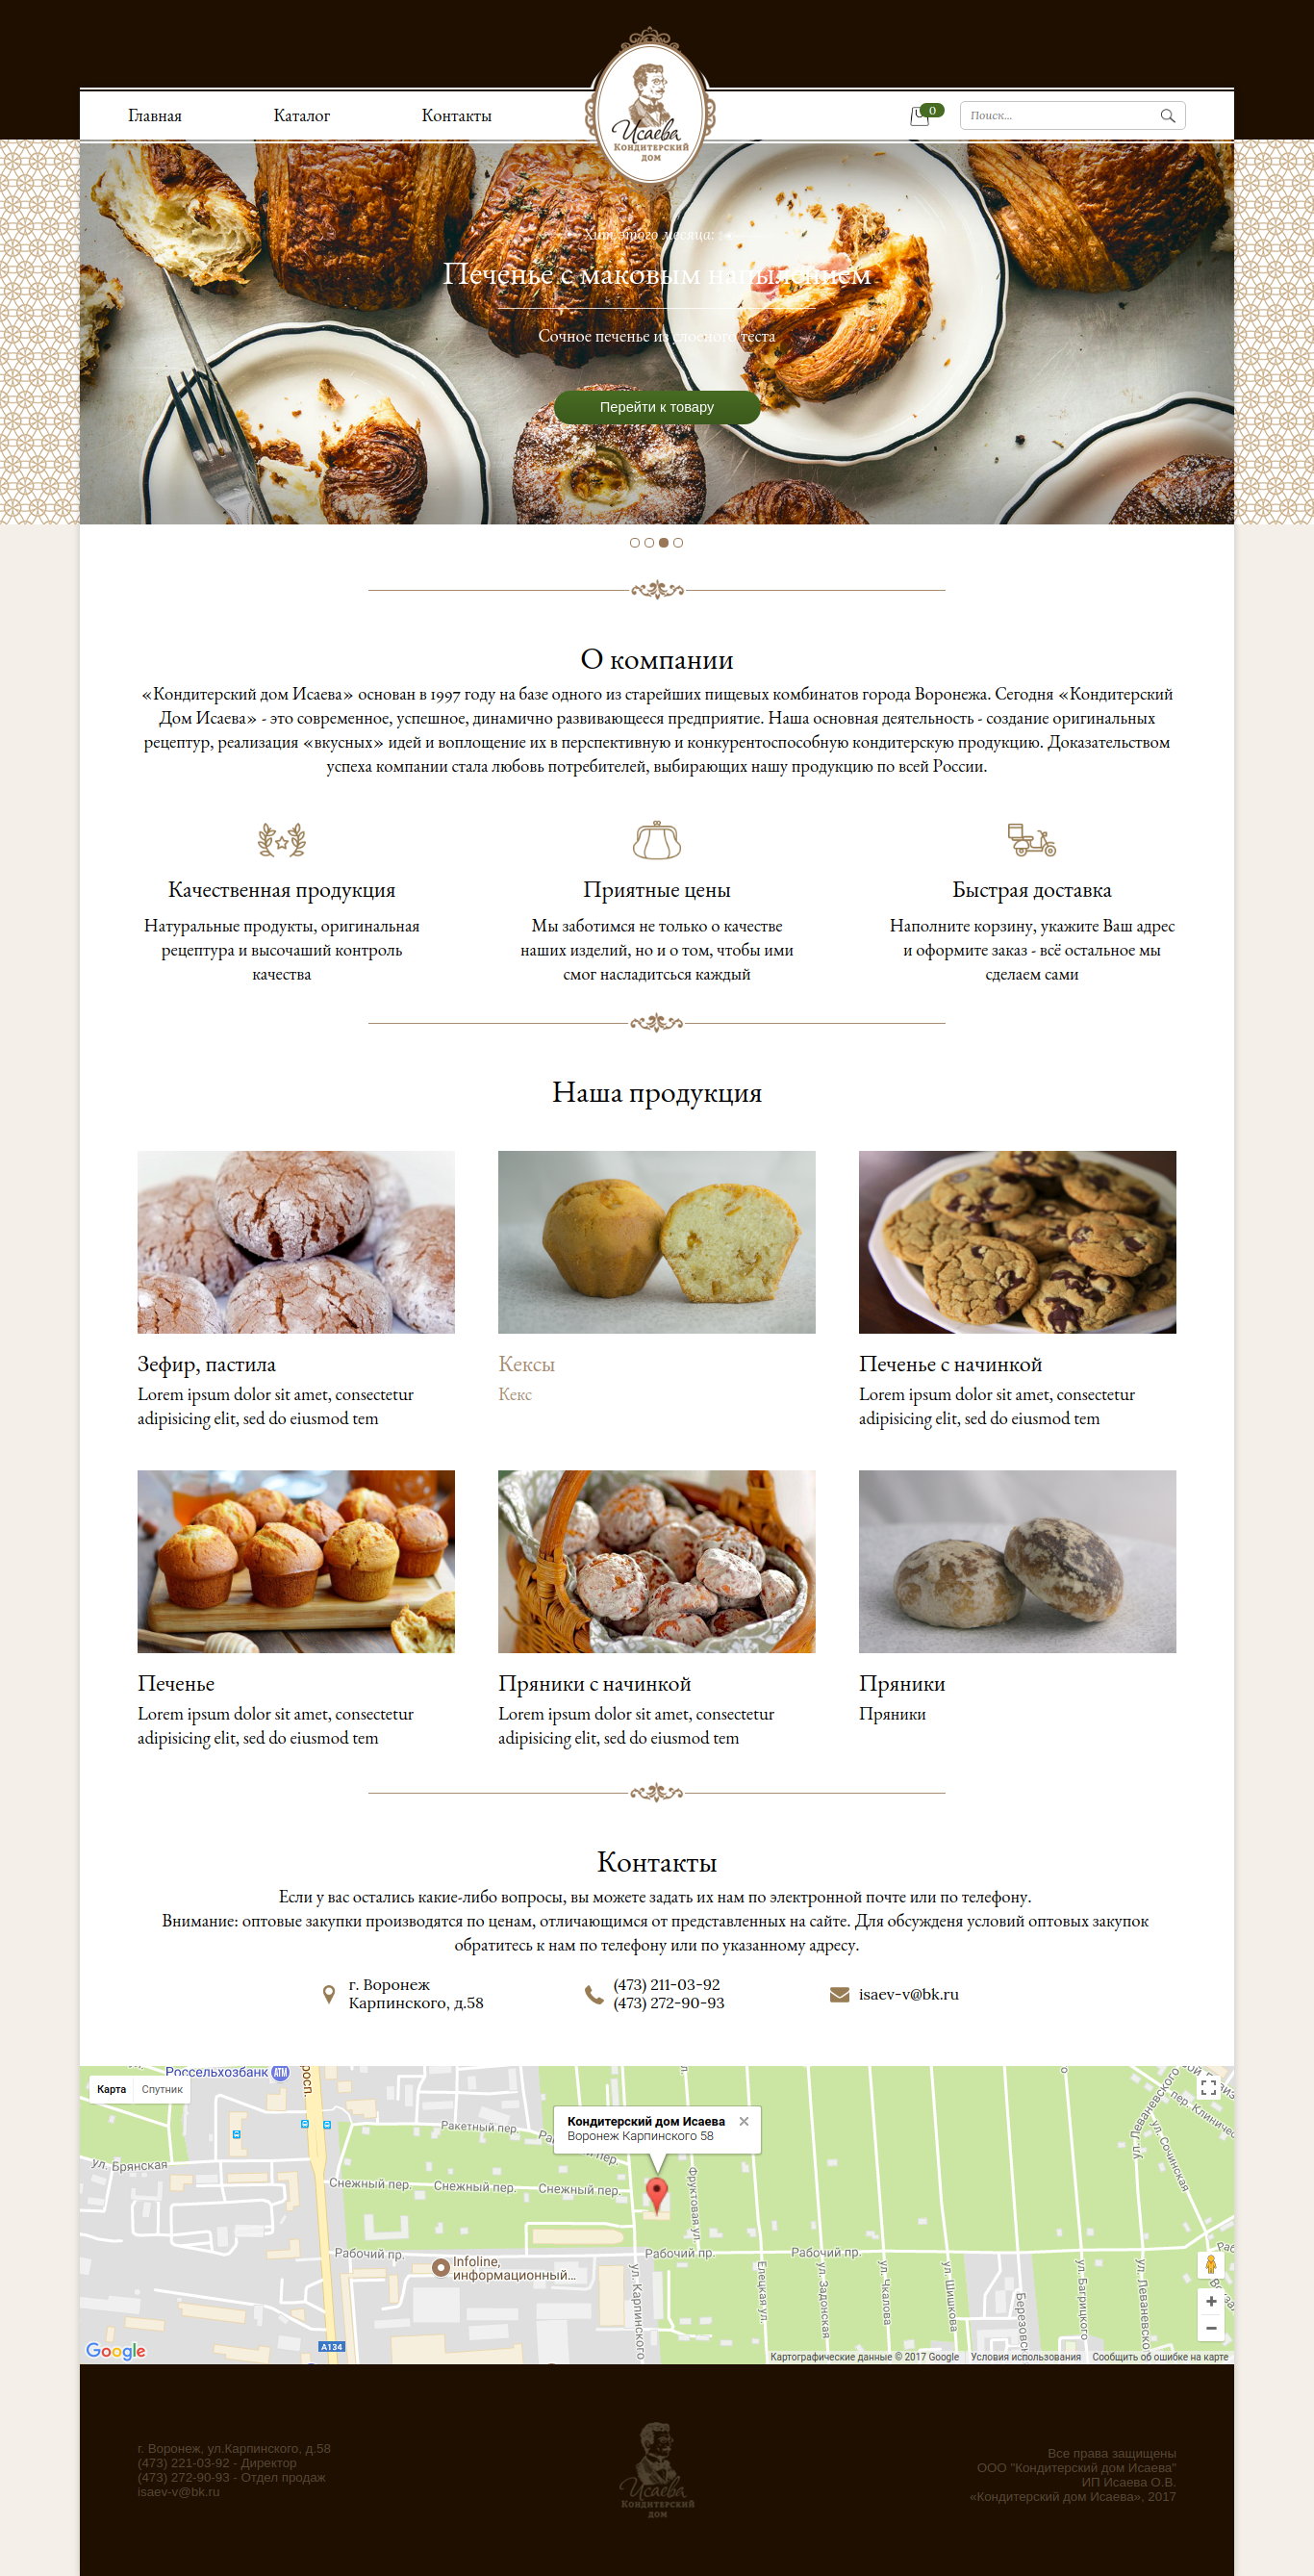 Главная
Каталог
Контакты
Исаева
Кондитерский
дом
0
Поиск...
Хит этого месяца:
Печенье с маковым напылением
Сочное печенье из слоеного теста
Перейти к товару
О компании
«Кондитерский дом Исаева» основан в 1997 году на базе одного из старейших пищевых комбинатов города Воронежа. Сегодня «Кондитерский
Дом Исаева» - это современное, успешное, динамично развивающееся предприятие. Наша основная деятельность - создание оригинальных
рецептур, реализация «вкусных» идей и воплощение их в перспективную и конкурентоспособную кондитерскую продукцию. Доказательством
успеха компании стала любовь потребителей, выбирающих нашу продукцию по всей России.
Качественная продукция
Натуральные продукты, оригинальная
рецептура и высочаший контроль
качества
Приятные цены
Мы заботимся не только о качестве
наших изделий, но и о том, чтобы ими
смог насладитсься каждый
Быстрая доставка
Наполните корзину, укажите Ваш адрес
и оформите заказ - всё остальное мы
сделаем сами
Наша продукция
Зефир, пастила
Lorem ipsum dolor sit amet, consectetur
adipisicing elit, sed do eiusmod tem
Кексы
Кекс
Печенье с начинкой
Lorem ipsum dolor sit amet, consectetur
adipisicing elit, sed do eiusmod tem
Печенье
Lorem ipsum dolor sit amet, consectetur
adipisicing elit, sed do eiusmod tem
Пряники с начинкой
Lorem ipsum dolor sit amet, consectetur
adipisicing elit, sed do eiusmod tem
Пряники
Пряники
Контакты
Если у вас остались какие-либо вопросы, вы можете задать их нам по электронной почте или по телефону.
Внимание: оптовые закупки производятся по ценам, отличающимся от представленных на сайте. Для обсужденя условий оптовых закупок
обратитесь к нам по телефону или по указанному адресу.
г. Воронеж
Карпинского, д.58
(473) 211-03-92
(473) 272-90-93
isaev-v@bk.ru
Россельхозбанк
ATM
Карта
Спутник
Кондитерский дом Исаева
Воронеж Карпинского 58
Ракетный пер.
ул. Брянская
Снежный пер.
Снежный пер.
Снежный пер.
Фруктовая ул.
ул. Леваневского
ул. Сочинская
Рабочий пр.
Рабочий пр.
Рабочий пр.
Infoline,
информационный...
ул. Карпинского
Елецкая ул.
ул. Задонская
ул. Чкалова
ул. Шишкова
ул. Багрицкого
A134
Google
Картографические данные © 2017 Google
Условия использования
Сообщить об ошибке на карте
г. Воронеж, ул.Карпинского, д.58
(473) 221-03-92 - Директор
(473) 272-90-93 - Отдел продаж
isaev-v@bk.ru
Исаева
Кондитерский
дом
Все права защищены
ООО "Кондитерский дом Исаева"
ИП Исаева О.В.
«Кондитерский дом Исаева», 2017